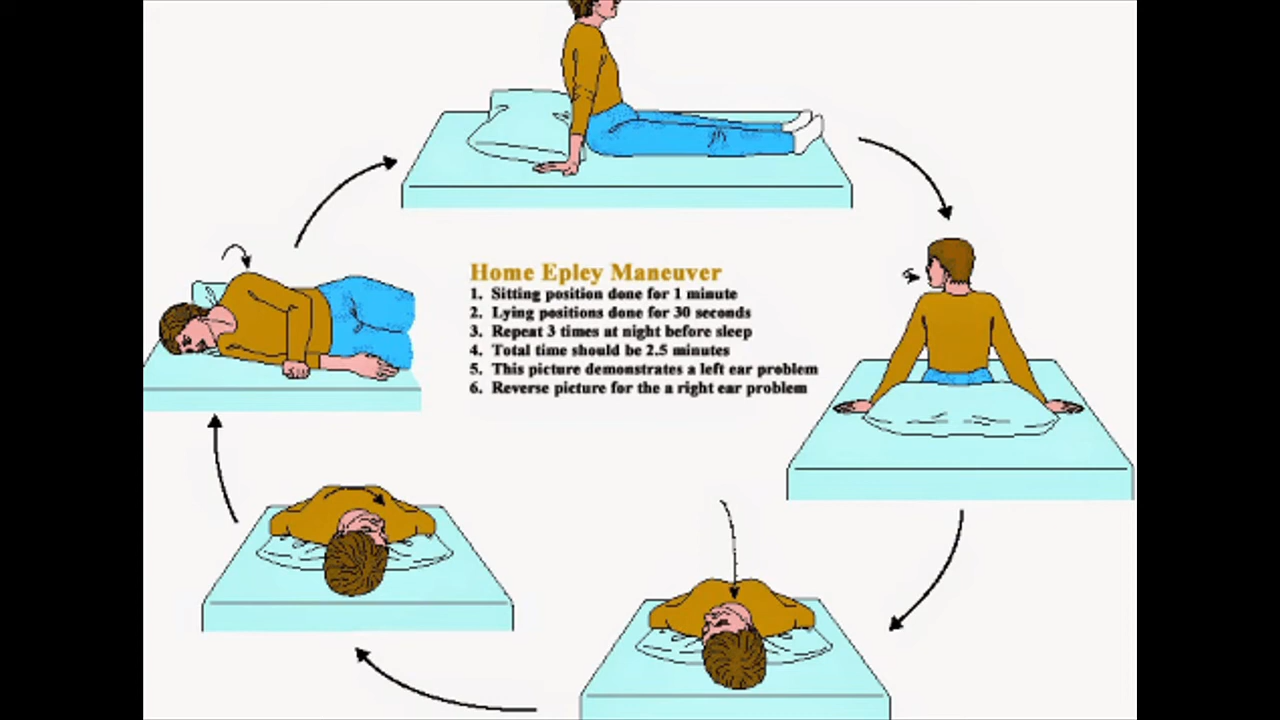 Home Epley Maneuver
1. Sitting position done for 1 minute
2. Lying positions done for 30 seconds
3. Repeat 3 times at night before sleep
4. Total time should be 2.5 minutes
5. This picture demonstrates a left ear problem
6. Reverse picture for the a right ear problem